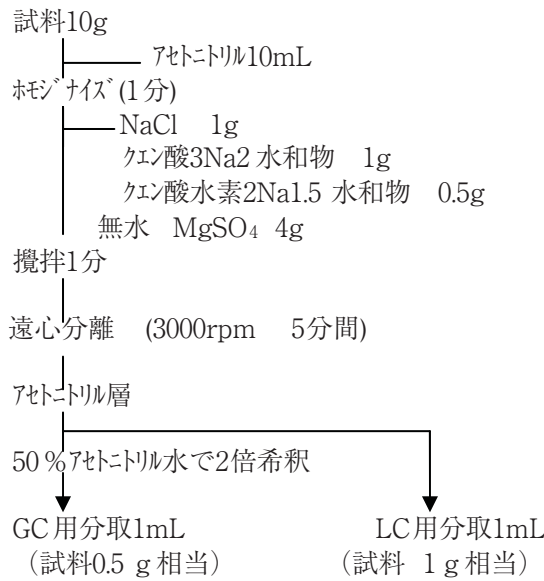 試料10g
アセトニトリル10mL
ホモジナイズ(1分)
NaCl 1g
クエン酸3Na2 水和物 1g
クエン酸水素2Na1.5 水和物 0.5g
無水 MgSO₄ 4g
攪拌1分
遠心分離 (3000rpm 5分間)
アセトニトリル層
50％アセトニトリル水で2倍希釈
GC用分取1mL LC用分取1mL
（試料0.5 g相当） （試料 1g相当）